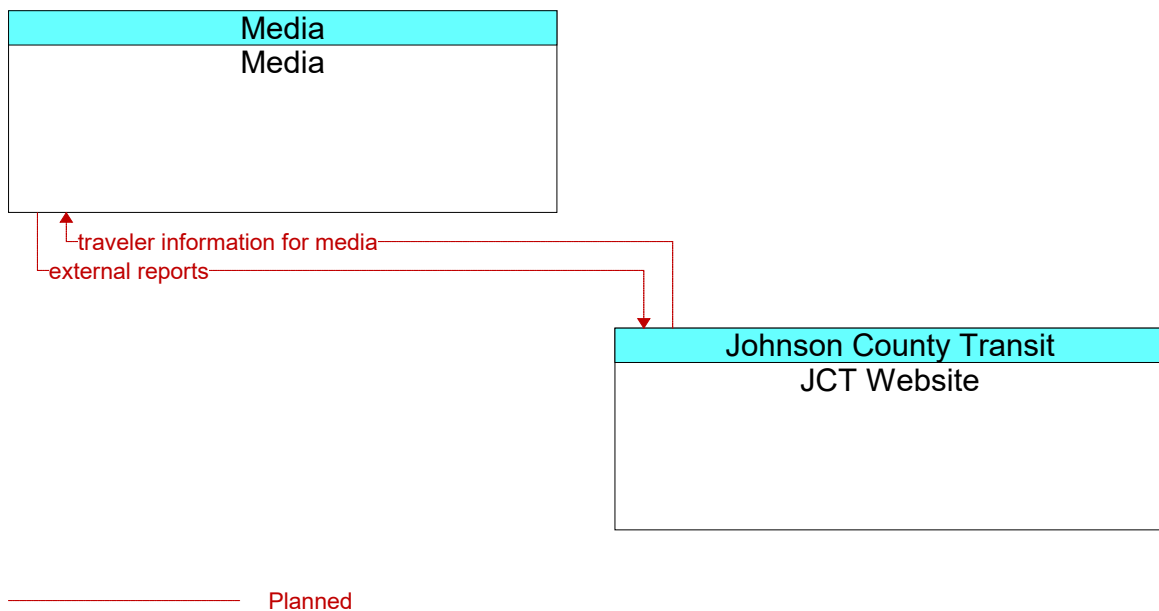 Media
Media
traveler information for media
external reports
Johnson County Transit
JCT Website
Planned